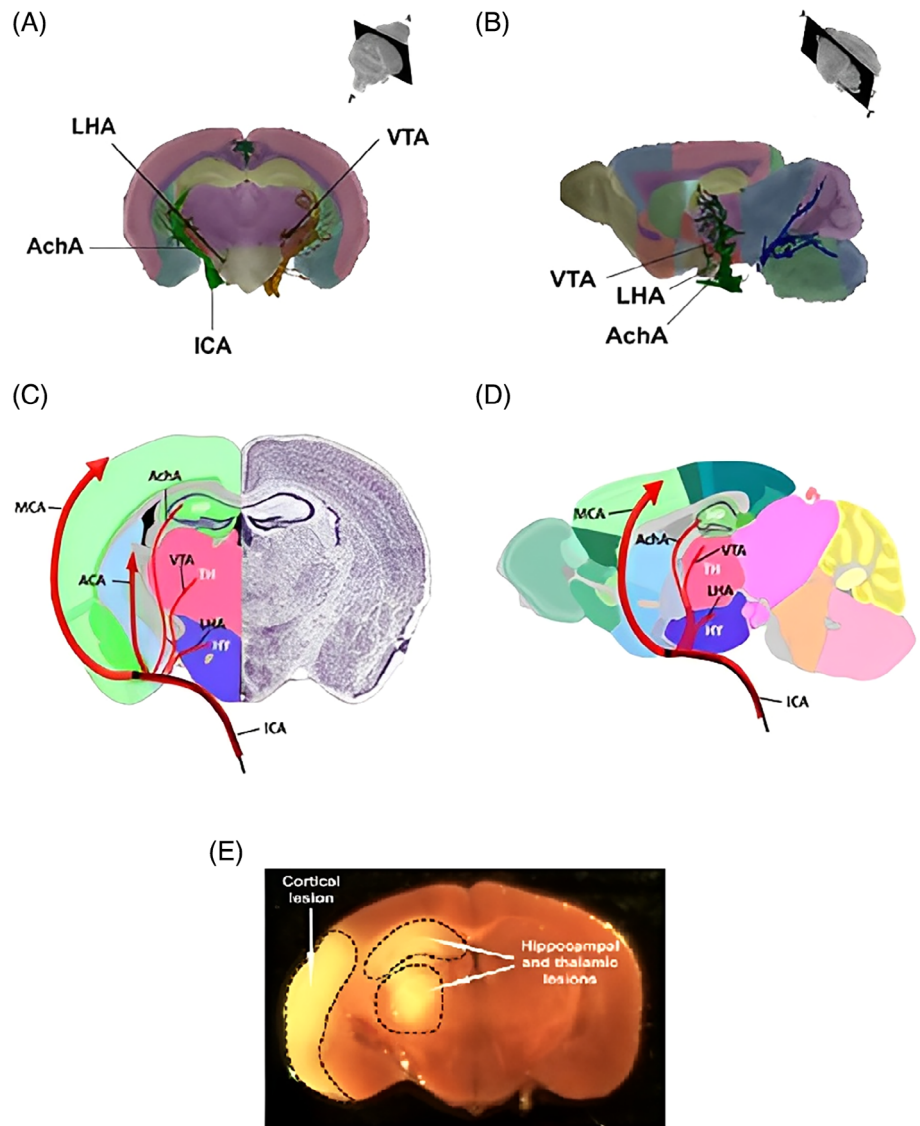 (A)
(B)
LHA
VTA
AchA
ICA
VTA
LHA
AchA
(C)
(D)
AchA
MCA
VTA
TH
ACA
LHA
HY
ICA
MCA
AchA
VTA
TH
LHA
HY
ICA
(E)
Cortical
lesion
Hippocampal
and thalamic
lesions